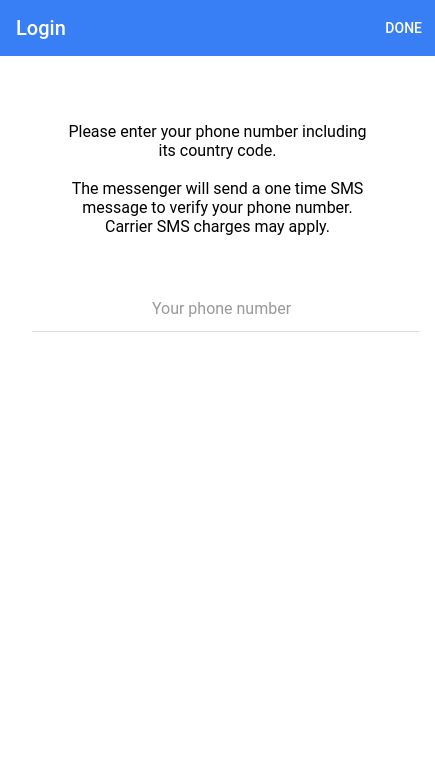 Login
DONE
Please enter your phone number including
its country code.
The messenger will send a one time SMS
message to verify your phone number.
Carrier SMS charges may apply.
Your phone number